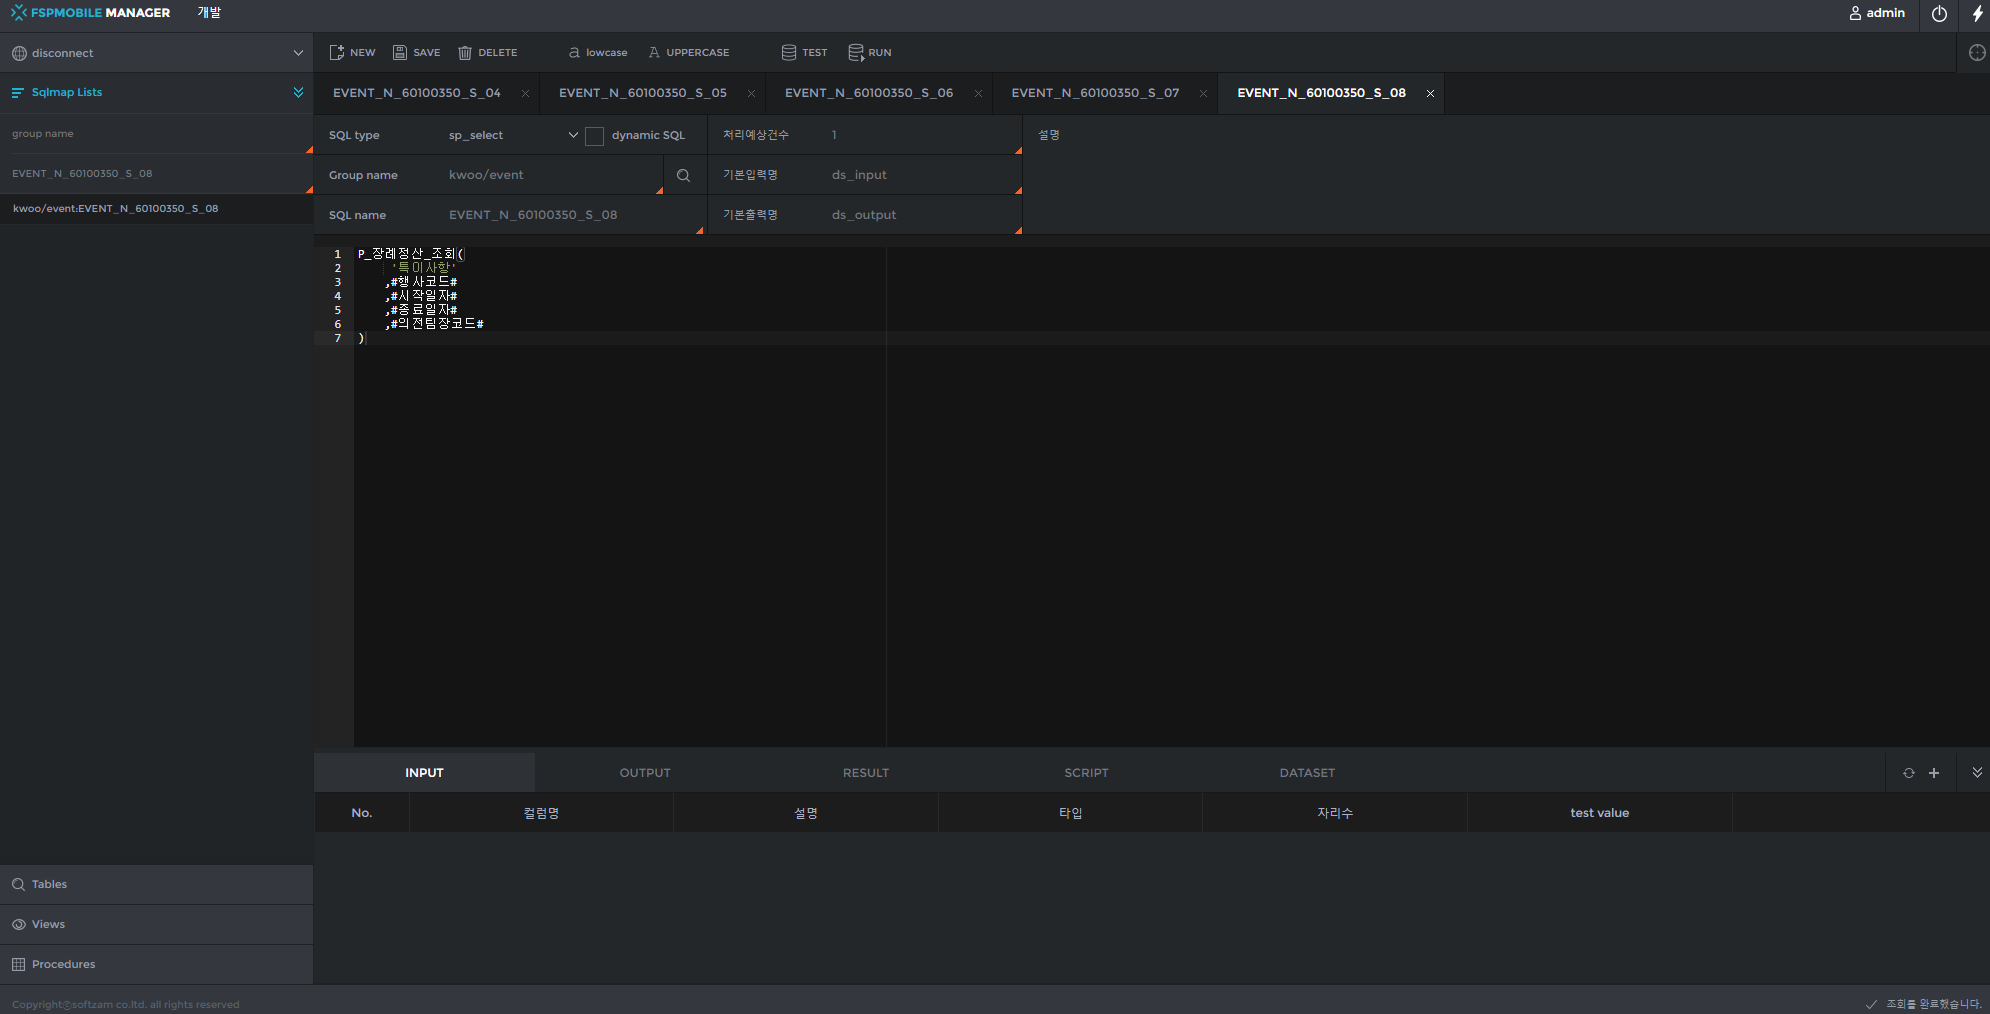 FSPMOBILE MANAGER 개발 admin
disconnect NEW SAVE DELETE a lowcase A UPPERCASE TEST RUN
Sqlmap Lists EVENT_N_60100350_S_04 EVENT_N_60100350_S_05 EVENT_N_60100350_S_06 EVENT_N_60100350_S_07 EVENT_N_60100350_S_08
group name SQL type sp_select dynamic SQL 처리예상건수 1 설명
EVENT_N_60100350_S_08 Group name kwoo/event 기본입력명 ds_input
kwoo/event:EVENT_N_60100350_S_08 SQL name EVENT_N_60100350_S_08 기본출력명 ds_output
1 P_장례정산_조회(
2 '특이사항'
3 ,#행사코드#
4 ,#시작일자#
5 ,#종료일자#
6 ,#의전팀장코드#
7 )
INPUT OUTPUT RESULT SCRIPT DATASET
No. 컬럼명 설명 타입 자리수 test value
Tables
Views
Procedures
Copyrightⓒsoftzam co.ltd. all rights reserved 조회를 완료했습니다.